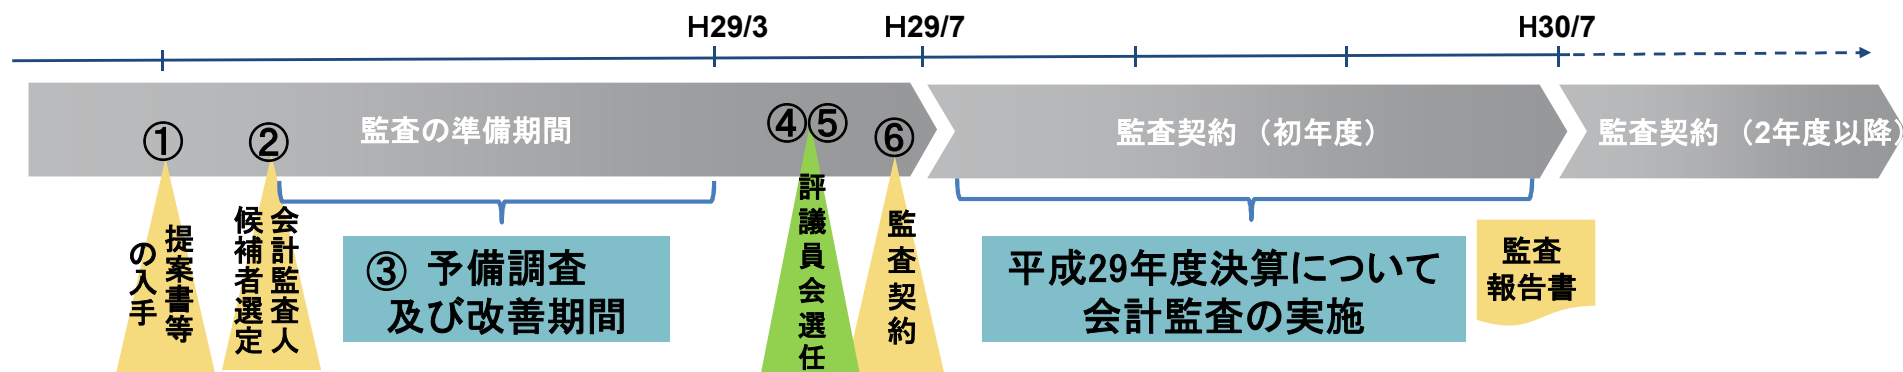 H29/3
H29/7
H30/7
監査の準備期間
監査契約（初年度）
監査契約（2年度以降）
①
②
④⑤
⑥
提案書等
の入手
会計監査人
候補者選定
③ 予備調査
及び改善期間
評議員会選任
監査契約
平成29年度決算について
会計監査の実施
監査
報告書